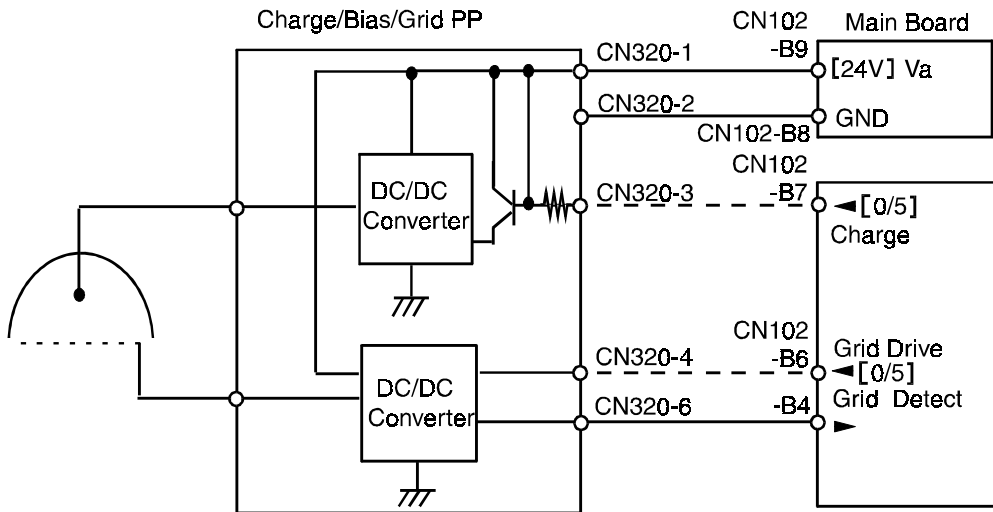 Charge/Bias/Grid PP
CN102
Main Board
CN320-1
-B9
[24V] Va
CN320-2
GND
CN102-B8
CN102
DC/DC
Converter
CN320-3
-B7
[0/5]
Charge
CN102
CN320-4
-B6
Grid Drive
[0/5]
DC/DC
Converter
CN320-6
-B4
Grid Detect